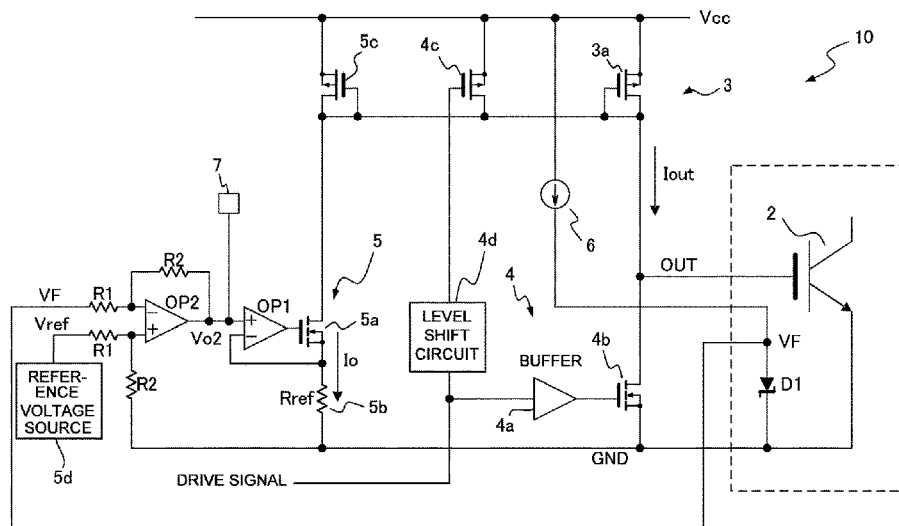 Vcc
5c
4c
3a
10
3
7
Iout
6
2
5
4d
OUT
VF
R1
R2
OP2
OP1
4
Vref
R1
Vo2
5a
LEVEL
SHIFT
CIRCUIT
BUFFER
4b
VF
Io
REFER-
ENCE
VOLTAGE
SOURCE
R2
Rref
5b
4a
D1
5d
GND
DRIVE SIGNAL